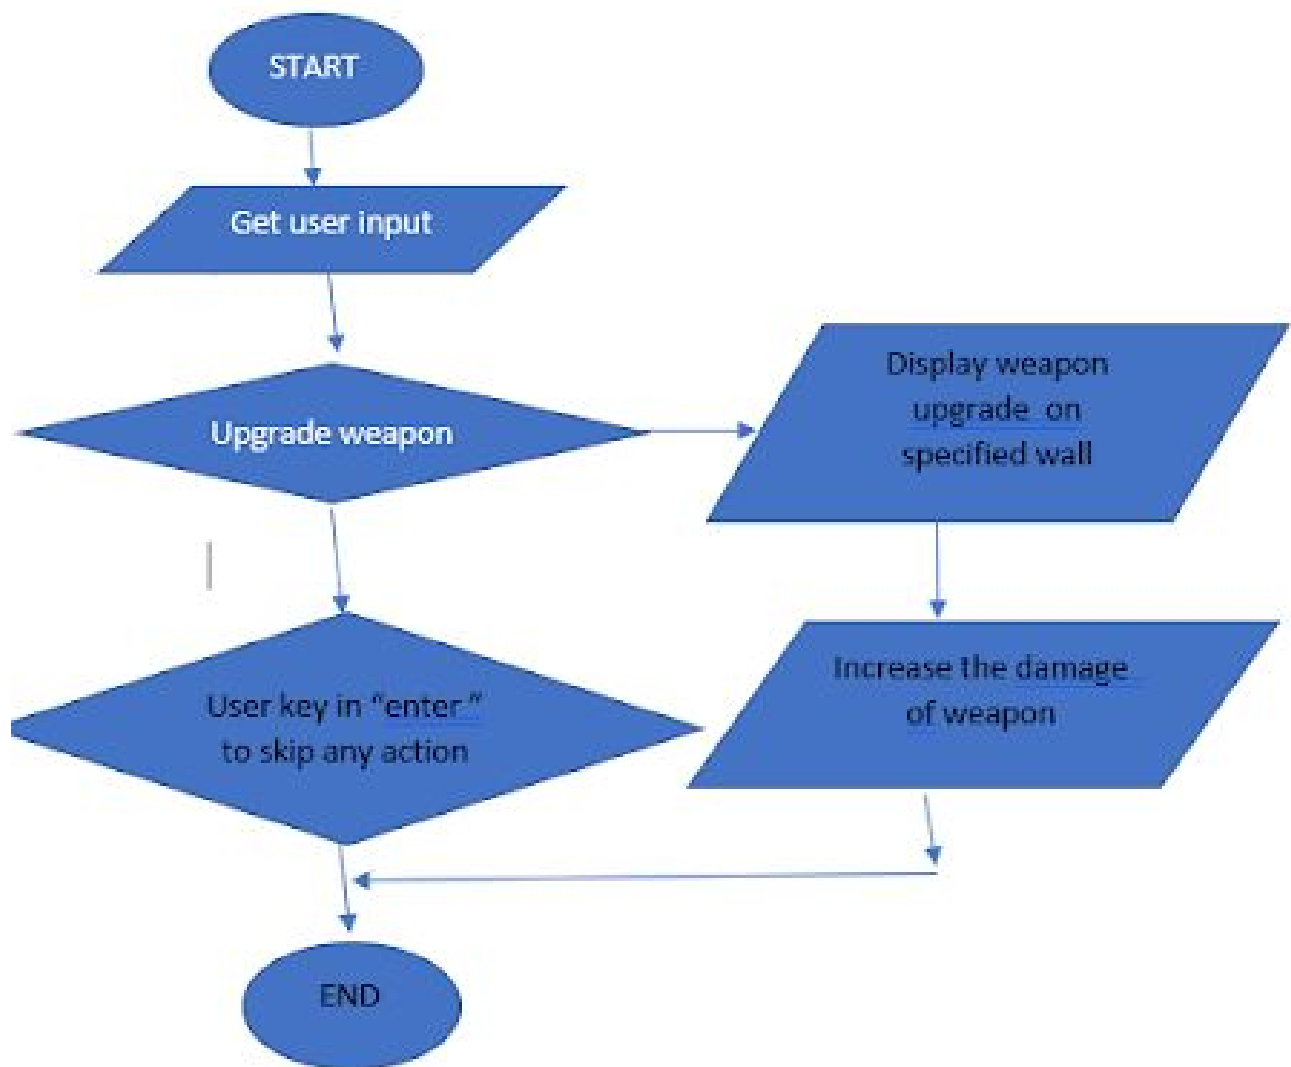 START
Get user input
Upgrade weapon
Display weapon
upgrade on
specified wall
User key in “enter ”
to skip any action
Increase the damage
of weapon
END